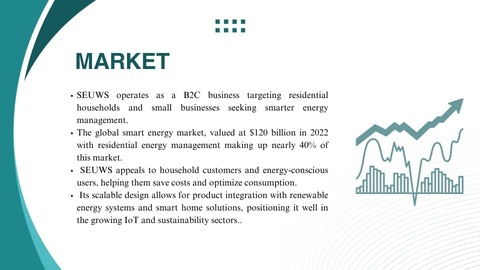 MARKET
• SEUWS operates as a B2C business targeting residential
households and small businesses seeking smarter energy
management.
• The global smart energy market, valued at $120 billion in 2022
with residential energy management making up nearly 40% of
this market.
• SEUWS appeals to household customers and energy-conscious
users, helping them save costs and optimize consumption.
• Its scalable design allows for product integration with renewable
energy systems and smart home solutions, positioning it well in
the growing IoT and sustainability sectors..